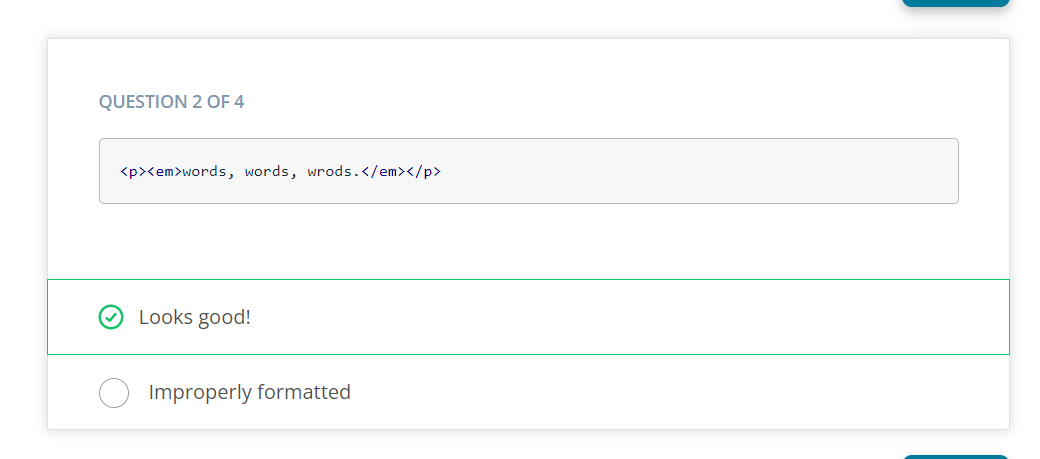 QUESTION 2 OF 4
<p><em>words, words, wrods.</em></p>
Looks good!
Improperly formatted